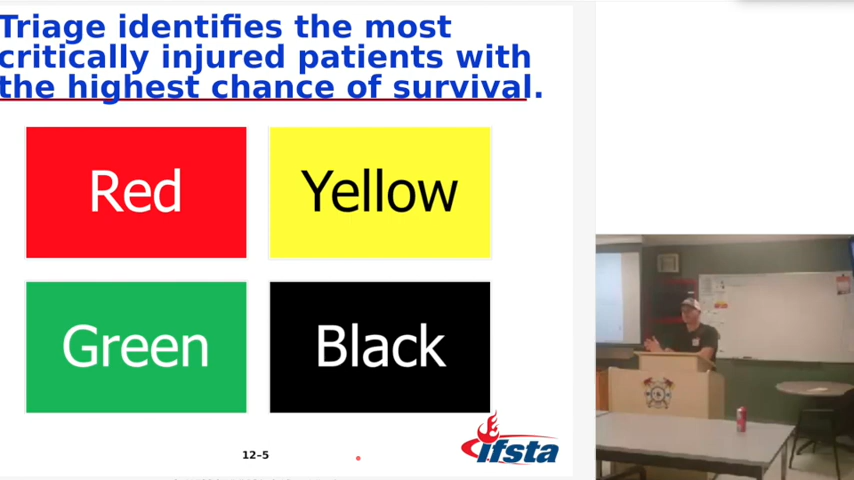 Triage identifies the most
critically injured patients with
the highest chance of survival.
Red
Yellow
Green
Black
12–5
ifsta